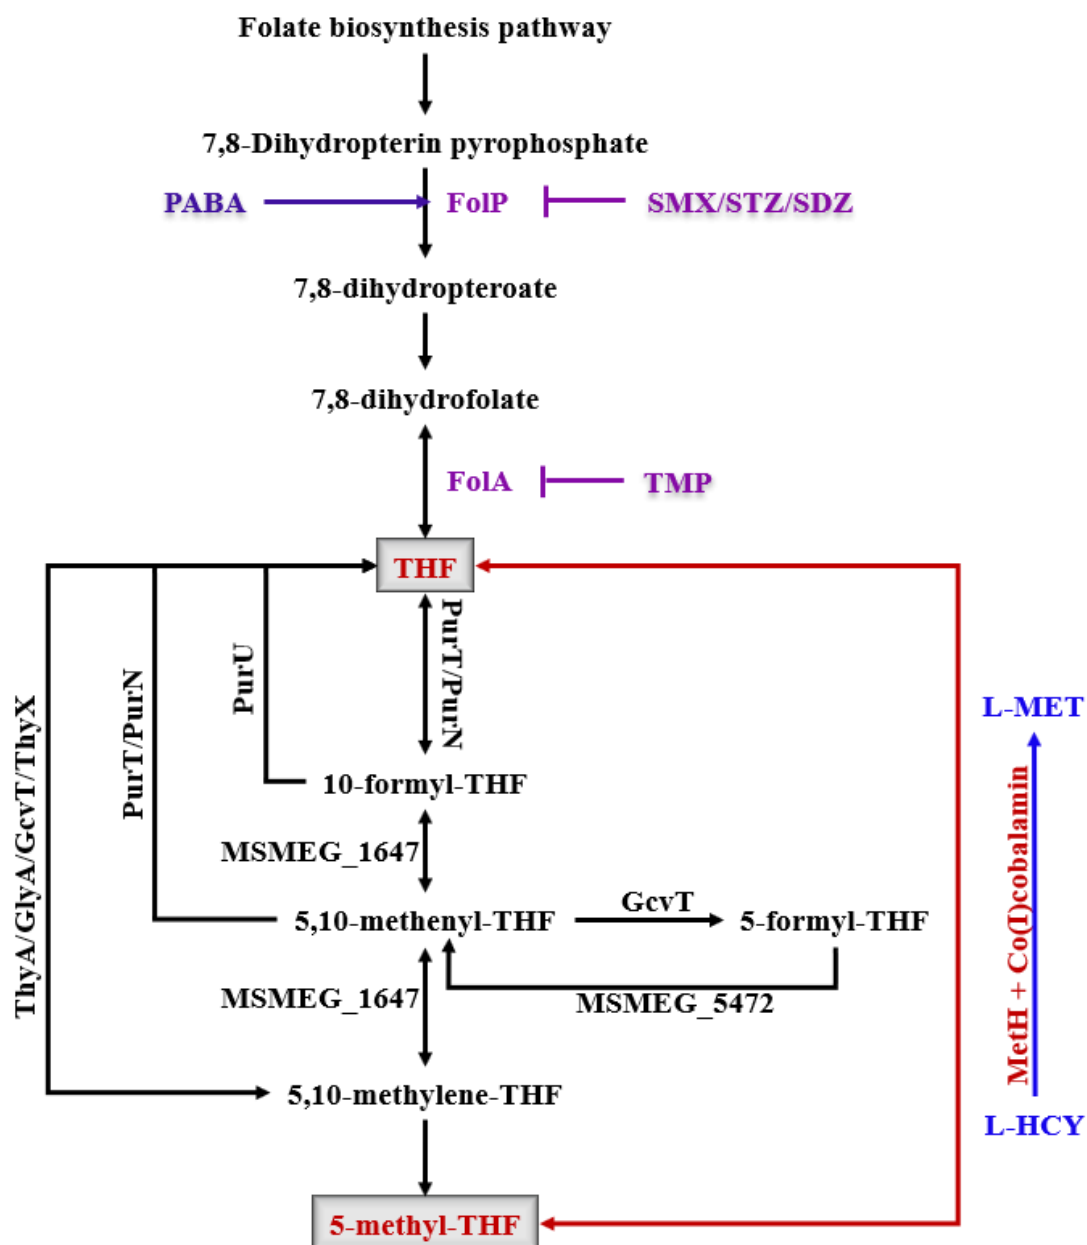 Folate biosynthesis pathway
7,8-Dihydropterin pyrophosphate
PABA
FolP
SMX/STZ/SDZ
7,8-dihydropteroate
7,8-dihydrofolate
FolA
TMP
THF
PurT/PurN
PurU
PurT/PurN
ThyA/GlyA/GcvT/ThyX
L-MET
10-formyl-THF
MSMEG_1647
5,10-methenyl-THF
GcvT
5-formyl-THF
MetH + Co(I)cobalamin
MSMEG_1647
MSMEG_5472
5,10-methylene-THF
L-HCY
5-methyl-THF